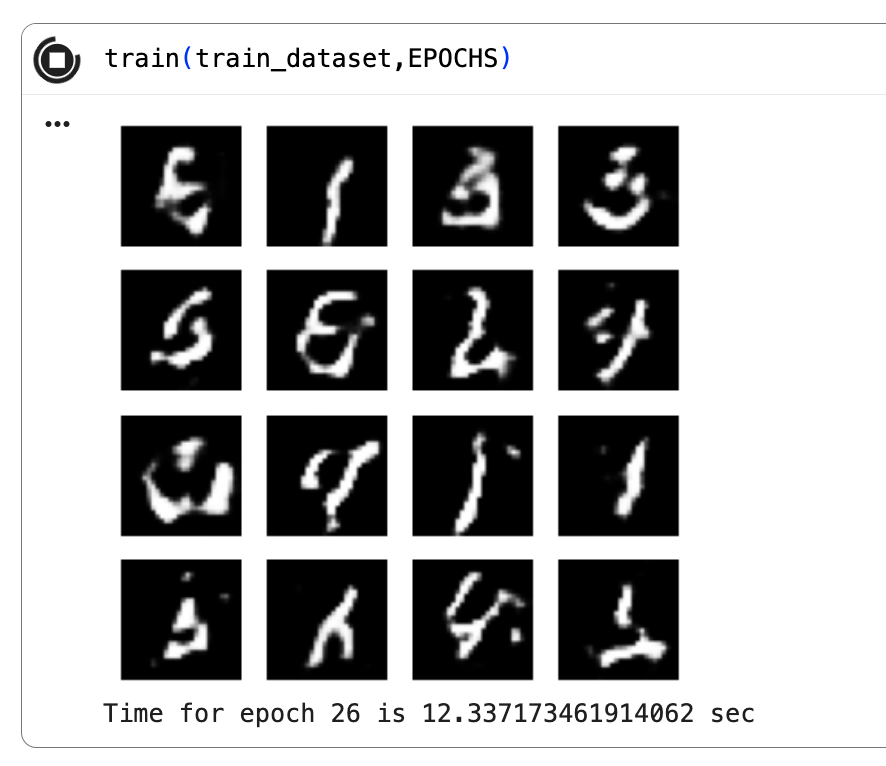 train(train_dataset,EPOCHS)
Time for epoch 26 is 12.337173461914062 sec